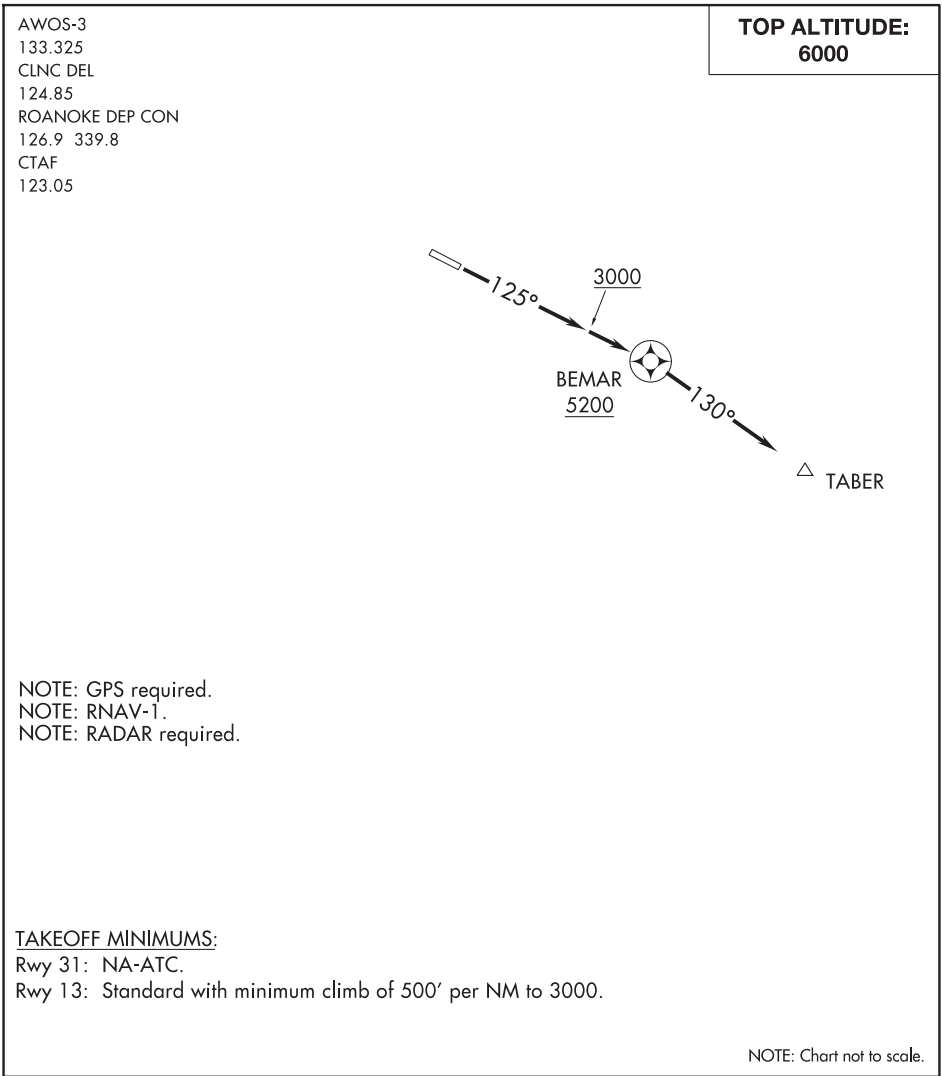 AWOS-3
133.325
CLNC DEL
124.85
ROANOKE DEP CON
126.9 339.8
CTAF
123.05
TOP ALTITUDE:
6000
125°
3000
BEMAR
5200
130°
TABER
NOTE: GPS required.
NOTE: RNAV-1.
NOTE: RADAR required.
TAKEOFF MINIMUMS:
Rwy 31: NA-ATC.
Rwy 13: Standard with minimum climb of 500' per NM to 3000.
NOTE: Chart not to scale.